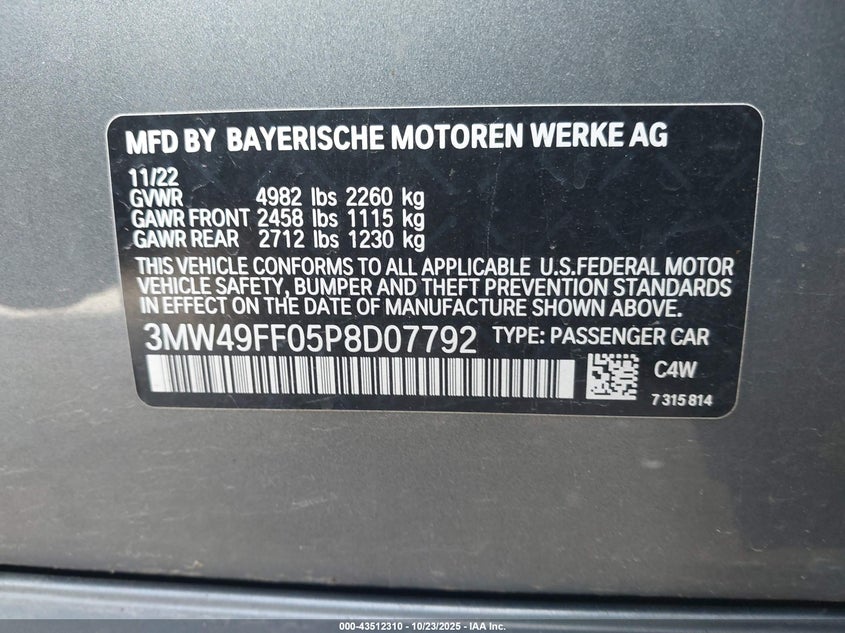 MFD BY BAYERISCHE MOTOREN WERKE AG
11/22
GVWR 4982 lbs 2260 kg
GAWR FRONT 2458 lbs 1115 kg
GAWR REAR 2712 lbs 1230 kg
THIS VEHICLE CONFORMS TO ALL APPLICABLE U.S.FEDERAL MOTOR
VEHICLE SAFETY, BUMPER AND THEFT PREVENTION STANDARDS
IN EFFECT ON THE DATE OF MANUFACTURE SHOWN ABOVE.
3MW49FF05P8D07792 TYPE: PASSENGER CAR
C4W
7 315 814
000-43512310 - 10/23/2025 - IAA Inc.